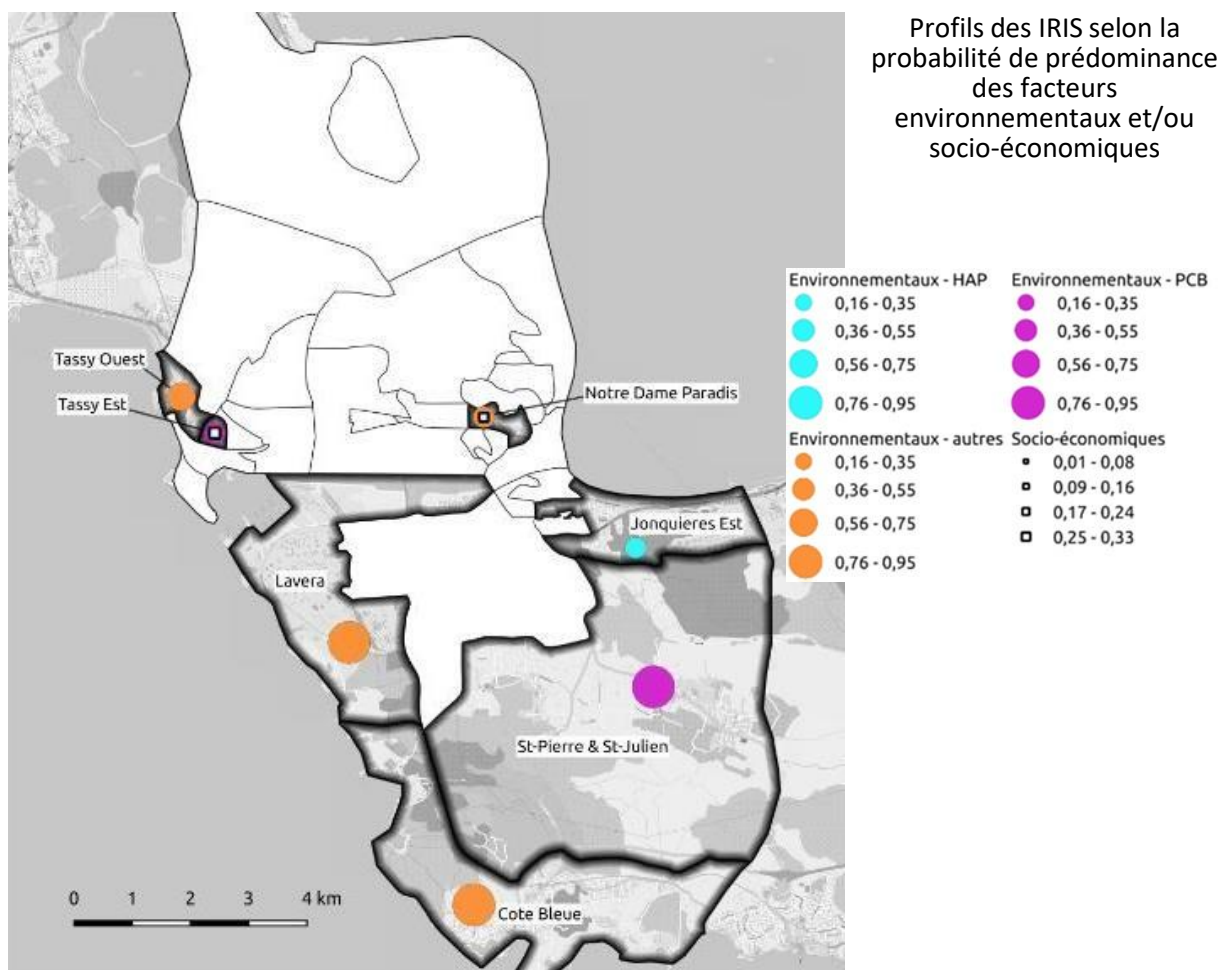 Profils des IRIS selon la
probabilité de prédominance
des facteurs
environnementaux et/ou
socio-économiques
Environnementaux - HAP
0,16 - 0,35
0,36 - 0,55
0,56 - 0,75
0,76 - 0,95
Environnementaux - PCB
0,16 - 0,35
0,36 - 0,55
0,56 - 0,75
0,76 - 0,95
Environnementaux - autres
0,16 - 0,35
0,36 - 0,55
0,56 - 0,75
0,76 - 0,95
Socio-économiques
0,01 - 0,08
0,09 - 0,16
0,17 - 0,24
0,25 - 0,33
Tassy Ouest
Tassy Est
Notre Dame Paradis
Jonquieres Est
Lavera
St-Pierre & St-Julien
Cote Bleue
0 1 2 3 4 km